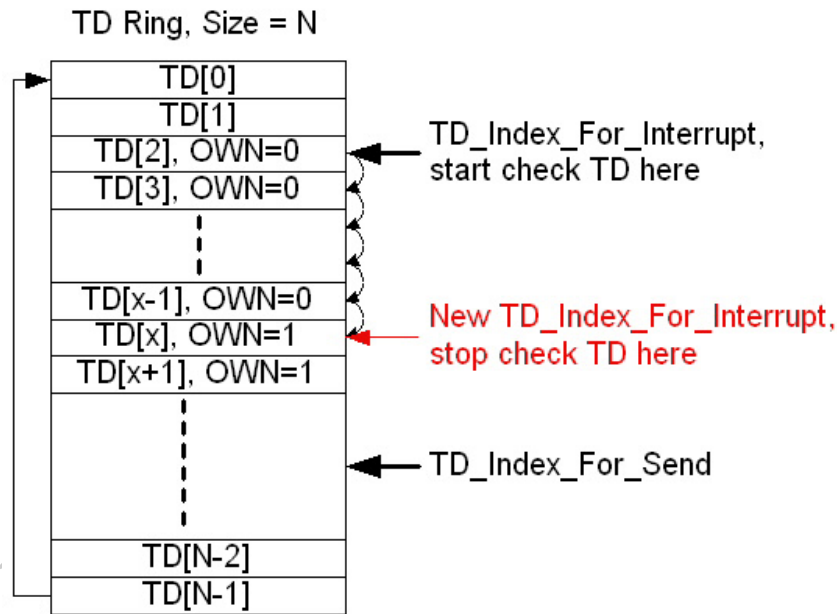 TD Ring, Size = N
TD[0]
TD[1]
TD[2], OWN=0
TD_Index_For_Interrupt,
start check TD here
TD[3], OWN=0
TD[x-1], OWN=0
TD[x], OWN=1
New TD_Index_For_Interrupt,
stop check TD here
TD[x+1], OWN=1
TD_Index_For_Send
TD[N-2]
TD[N-1]